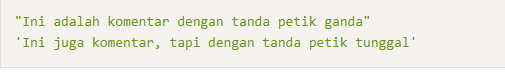 "Ini adalah komentar dengan tanda petik ganda"
'Ini juga komentar, tapi dengan tanda petik tunggal'